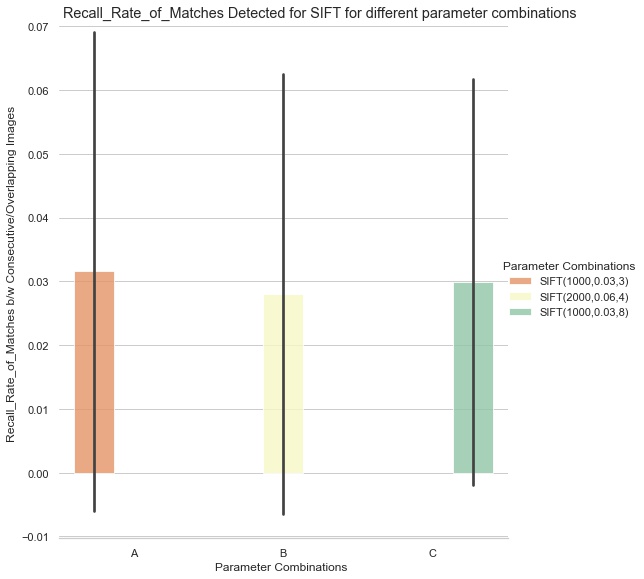 Recall_Rate_of_Matches Detected for SIFT for different parameter combinations
Recall_Rate_of_Matches b/w Consecutive/Overlapping Images
0.07
0.06
0.05
0.04
0.03
0.02
0.01
0.00
−0.01
A B C
Parameter Combinations
Parameter Combinations
SIFT(1000,0.03,3)
SIFT(2000,0.06,4)
SIFT(1000,0.03,8)